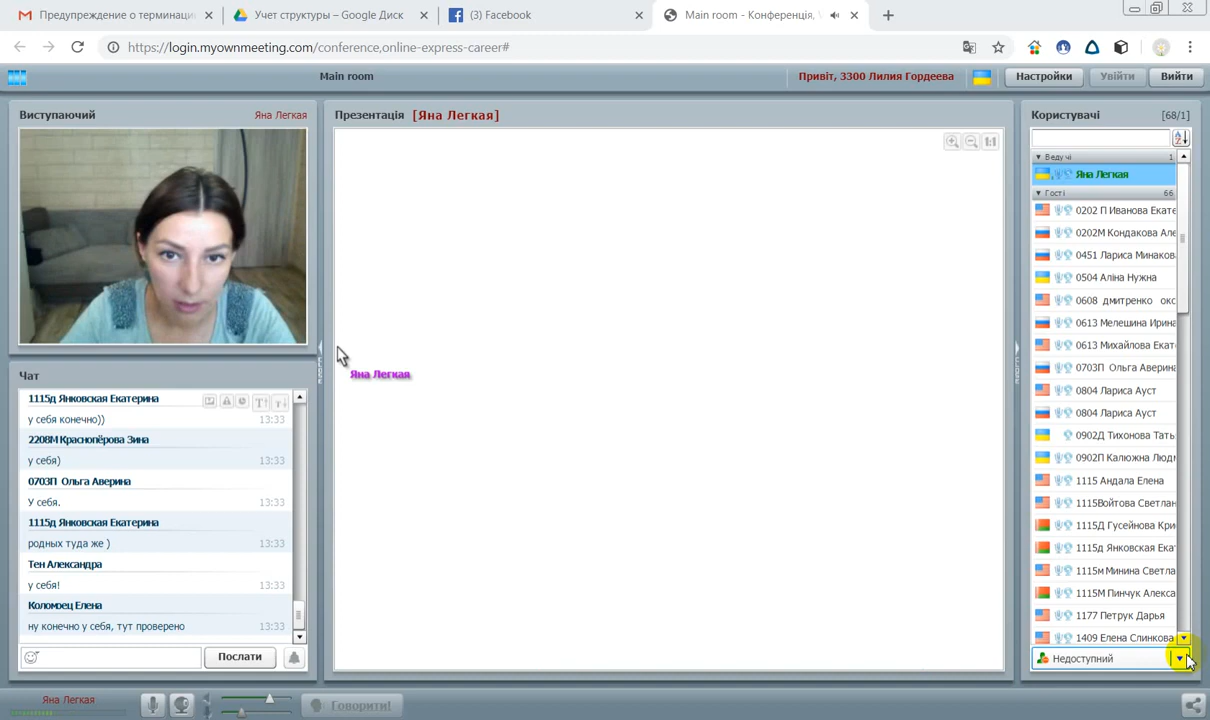 Предупреждение о терминаци
Учет структуры – Google Диск
(3) Facebook
Main room - Конференція, V
https://login.myownmeeting.com/conference,online-express-career#
Main room
Привіт, 3300 Лилия Гордеева
Настройки
Увійти
Вийти
Виступаючий
Яна Легкая
Презентація [Яна Легкая]
1:1
Користувачі
[68/1]
Ведучі 1
Яна Легкая
Гості 66
0202 П Иванова Екате
0202М Кондакова Але
0451 Лариса Минаков
0504 Аліна Нужна
0608 дмитренко окс
0613 Мелешина Ирин
0613 Михайлова Екат
0703П Ольга Аверина
0804 Лариса Ауст
0804 Лариса Ауст
0902Д Тихонова Тать
0902П Калюжна Людм
1115 Андала Елена
1115Войтова Светлан
1115Д Гусейнова Кри
1115д Янковская Ека
1115м Минина Светла
1115М Пинчук Алекса
1177 Петрук Дарья
1409 Елена Слинкова
Недоступний
Яна Легкая
Чат
1115д Янковская Екатерина
у себя конечно)) 13:33
2208М Краснопёрова Зина
у себя) 13:33
0703П Ольга Аверина
У себя. 13:33
1115д Янковская Екатерина
родных туда же ) 13:33
Тен Александра
у себя! 13:33
Коломоец Елена
ну конечно у себя, тут проверено 13:33
Послати
Яна Легкая
Говорити!